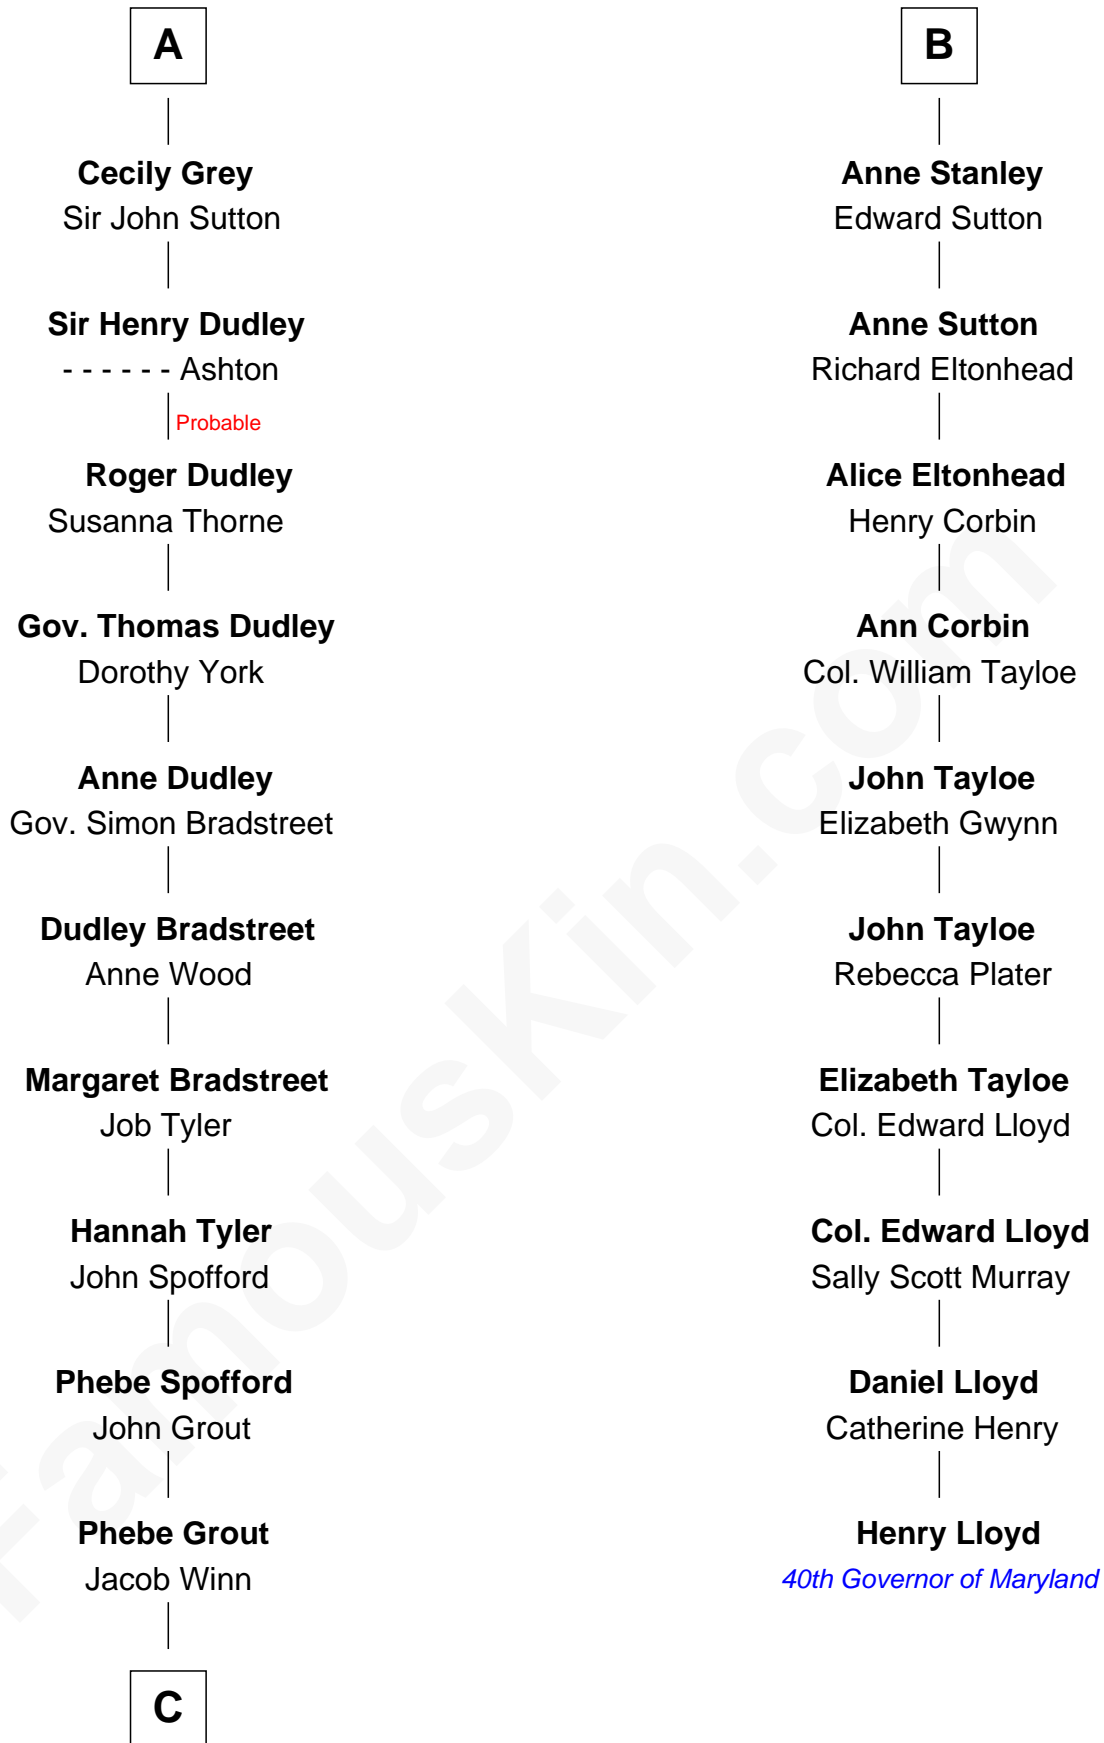 A
Cecily Grey
Sir John Sutton
Sir Henry Dudley
- - - - - - Ashton
Probable
Roger Dudley
Susanna Thorne
Gov. Thomas Dudley
Dorothy York
Anne Dudley
Gov. Simon Bradstreet
Dudley Bradstreet
Anne Wood
Margaret Bradstreet
Job Tyler
Hannah Tyler
John Spofford
Phebe Spofford
John Grout
Phebe Grout
Jacob Winn
C
B
Anne Stanley
Edward Sutton
Anne Sutton
Richard Eltonhead
Alice Eltonhead
Henry Corbin
Ann Corbin
Col. William Tayloe
John Tayloe
Elizabeth Gwynn
John Tayloe
Rebecca Plater
Elizabeth Tayloe
Col. Edward Lloyd
Col. Edward Lloyd
Sally Scott Murray
Daniel Lloyd
Catherine Henry
Henry Lloyd
40th Governor of Maryland
FamousKin.com